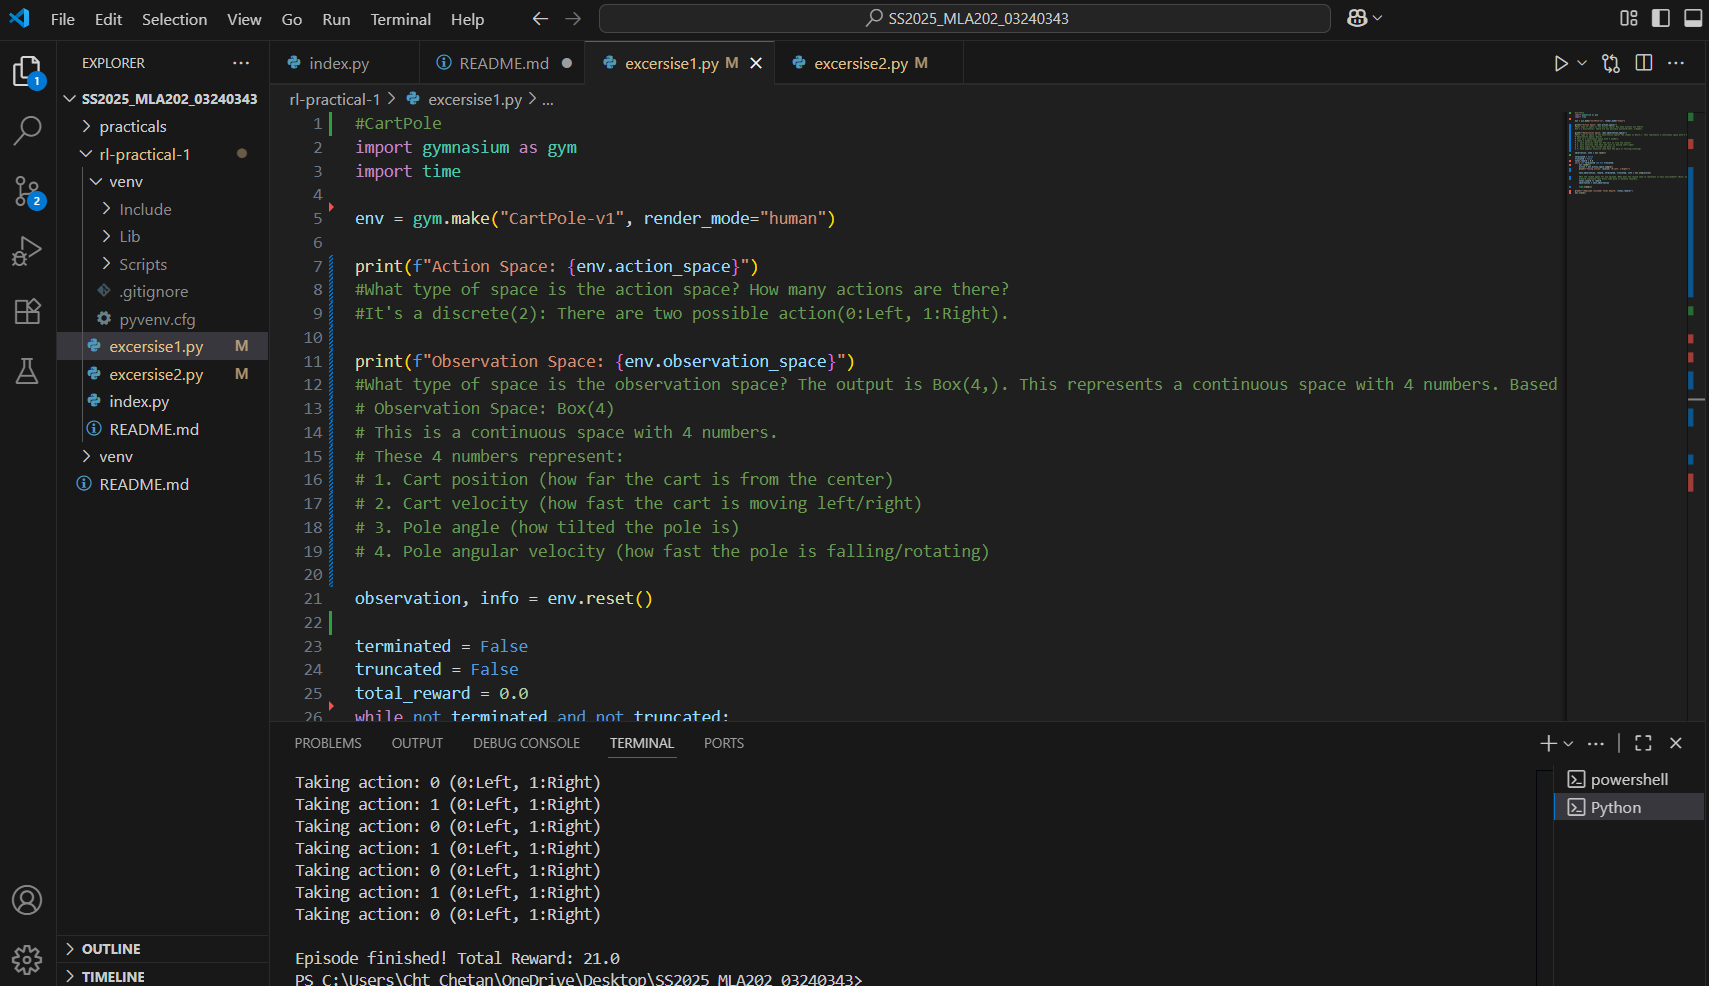 File Edit Selection View Go Run Terminal Help
SS2025_MLA202_03240343
EXPLORER
1
2
SS2025_MLA202_03240343
practicals
rl-practical-1
venv
Include
Lib
Scripts
.gitignore
pyvenv.cfg
excersise1.py M
excersise2.py M
index.py
README.md
venv
README.md
OUTLINE
TIMELINE
index.py README.md excersise1.py M excersise2.py M
rl-practical-1 > excersise1.py > ...
1 #CartPole
2 import gymnasium as gym
3 import time
4
5 env = gym.make("CartPole-v1", render_mode="human")
6
7 print(f"Action Space: {env.action_space}")
8 #What type of space is the action space? How many actions are there?
9 #It's a discrete(2): There are two possible action(0:Left, 1:Right).
10
11 print(f"Observation Space: {env.observation_space}")
12 #What type of space is the observation space? The output is Box(4,). This represents a continuous space with 4 numbers. Based
13 # Observation Space: Box(4)
14 # This is a continuous space with 4 numbers.
15 # These 4 numbers represent:
16 # 1. Cart position (how far the cart is from the center)
17 # 2. Cart velocity (how fast the cart is moving left/right)
18 # 3. Pole angle (how tilted the pole is)
19 # 4. Pole angular velocity (how fast the pole is falling/rotating)
20
21 observation, info = env.reset()
22
23 terminated = False
24 truncated = False
25 total_reward = 0.0
26 while not terminated and not truncated:
PROBLEMS OUTPUT DEBUG CONSOLE TERMINAL PORTS
Taking action: 0 (0:Left, 1:Right)
Taking action: 1 (0:Left, 1:Right)
Taking action: 0 (0:Left, 1:Right)
Taking action: 1 (0:Left, 1:Right)
Taking action: 0 (0:Left, 1:Right)
Taking action: 1 (0:Left, 1:Right)
Taking action: 0 (0:Left, 1:Right)
Episode finished! Total Reward: 21.0
PS C:\Users\Cht Chetan\OneDrive\Desktop\SS2025_MLA202_03240343>
powershell
Python